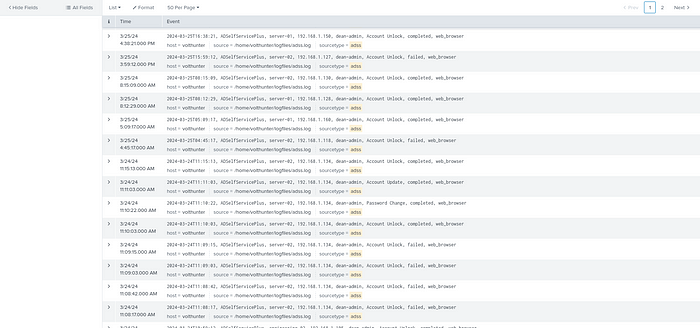 < Hide Fields
All Fields
List
Format
50 Per Page
< Prev
1
2
Next >
i
Time
Event
3/25/24
4:38:21.000 PM
2024-03-25T16:38:21, ADSelfServicePlus, server-01, 192.168.1.150, dean-admin, Account Unlock, completed, web_browser
host = volthunter source = /home/volthunter/logfiles/adss.log sourcetype = adss
3/25/24
3:59:12.000 PM
2024-03-25T15:59:12, ADSelfServicePlus, server-02, 192.168.1.127, dean-admin, Account Unlock, failed, web_browser
host = volthunter source = /home/volthunter/logfiles/adss.log sourcetype = adss
3/25/24
8:15:09.000 AM
2024-03-25T08:15:09, ADSelfServicePlus, server-02, 192.168.1.130, dean-admin, Account Unlock, completed, web_browser
host = volthunter source = /home/volthunter/logfiles/adss.log sourcetype = adss
3/25/24
8:12:29.000 AM
2024-03-25T08:12:29, ADSelfServicePlus, server-01, 192.168.1.128, dean-admin, Account Unlock, completed, web_browser
host = volthunter source = /home/volthunter/logfiles/adss.log sourcetype = adss
3/25/24
5:09:17.000 AM
2024-03-25T05:09:17, ADSelfServicePlus, server-01, 192.168.1.160, dean-admin, Account Unlock, completed, web_browser
host = volthunter source = /home/volthunter/logfiles/adss.log sourcetype = adss
3/25/24
4:45:17.000 AM
2024-03-25T04:45:17, ADSelfServicePlus, server-02, 192.168.1.118, dean-admin, Account Unlock, failed, web_browser
host = volthunter source = /home/volthunter/logfiles/adss.log sourcetype = adss
3/24/24
11:15:13.000 AM
2024-03-24T11:15:13, ADSelfServicePlus, server-02, 192.168.1.134, dean-admin, Account Unlock, completed, web_browser
host = volthunter source = /home/volthunter/logfiles/adss.log sourcetype = adss
3/24/24
11:11:03.000 AM
2024-03-24T11:11:03, ADSelfServicePlus, server-02, 192.168.1.134, dean-admin, Account Update, completed, web_browser
host = volthunter source = /home/volthunter/logfiles/adss.log sourcetype = adss
3/24/24
11:10:22.000 AM
2024-03-24T11:10:22, ADSelfServicePlus, server-02, 192.168.1.134, dean-admin, Password Change, completed, web_browser
host = volthunter source = /home/volthunter/logfiles/adss.log sourcetype = adss
3/24/24
11:10:03.000 AM
2024-03-24T11:10:03, ADSelfServicePlus, server-02, 192.168.1.134, dean-admin, Account Unlock, completed, web_browser
host = volthunter source = /home/volthunter/logfiles/adss.log sourcetype = adss
3/24/24
11:09:15.000 AM
2024-03-24T11:09:15, ADSelfServicePlus, server-02, 192.168.1.134, dean-admin, Account Unlock, failed, web_browser
host = volthunter source = /home/volthunter/logfiles/adss.log sourcetype = adss
3/24/24
11:09:03.000 AM
2024-03-24T11:09:03, ADSelfServicePlus, server-02, 192.168.1.134, dean-admin, Account Unlock, failed, web_browser
host = volthunter source = /home/volthunter/logfiles/adss.log sourcetype = adss
3/24/24
11:08:42.000 AM
2024-03-24T11:08:42, ADSelfServicePlus, server-02, 192.168.1.134, dean-admin, Account Unlock, failed, web_browser
host = volthunter source = /home/volthunter/logfiles/adss.log sourcetype = adss
3/24/24
11:08:17.000 AM
2024-03-24T11:08:17, ADSelfServicePlus, server-02, 192.168.1.134, dean-admin, Account Unlock, failed, web_browser
host = volthunter source = /home/volthunter/logfiles/adss.log sourcetype = adss